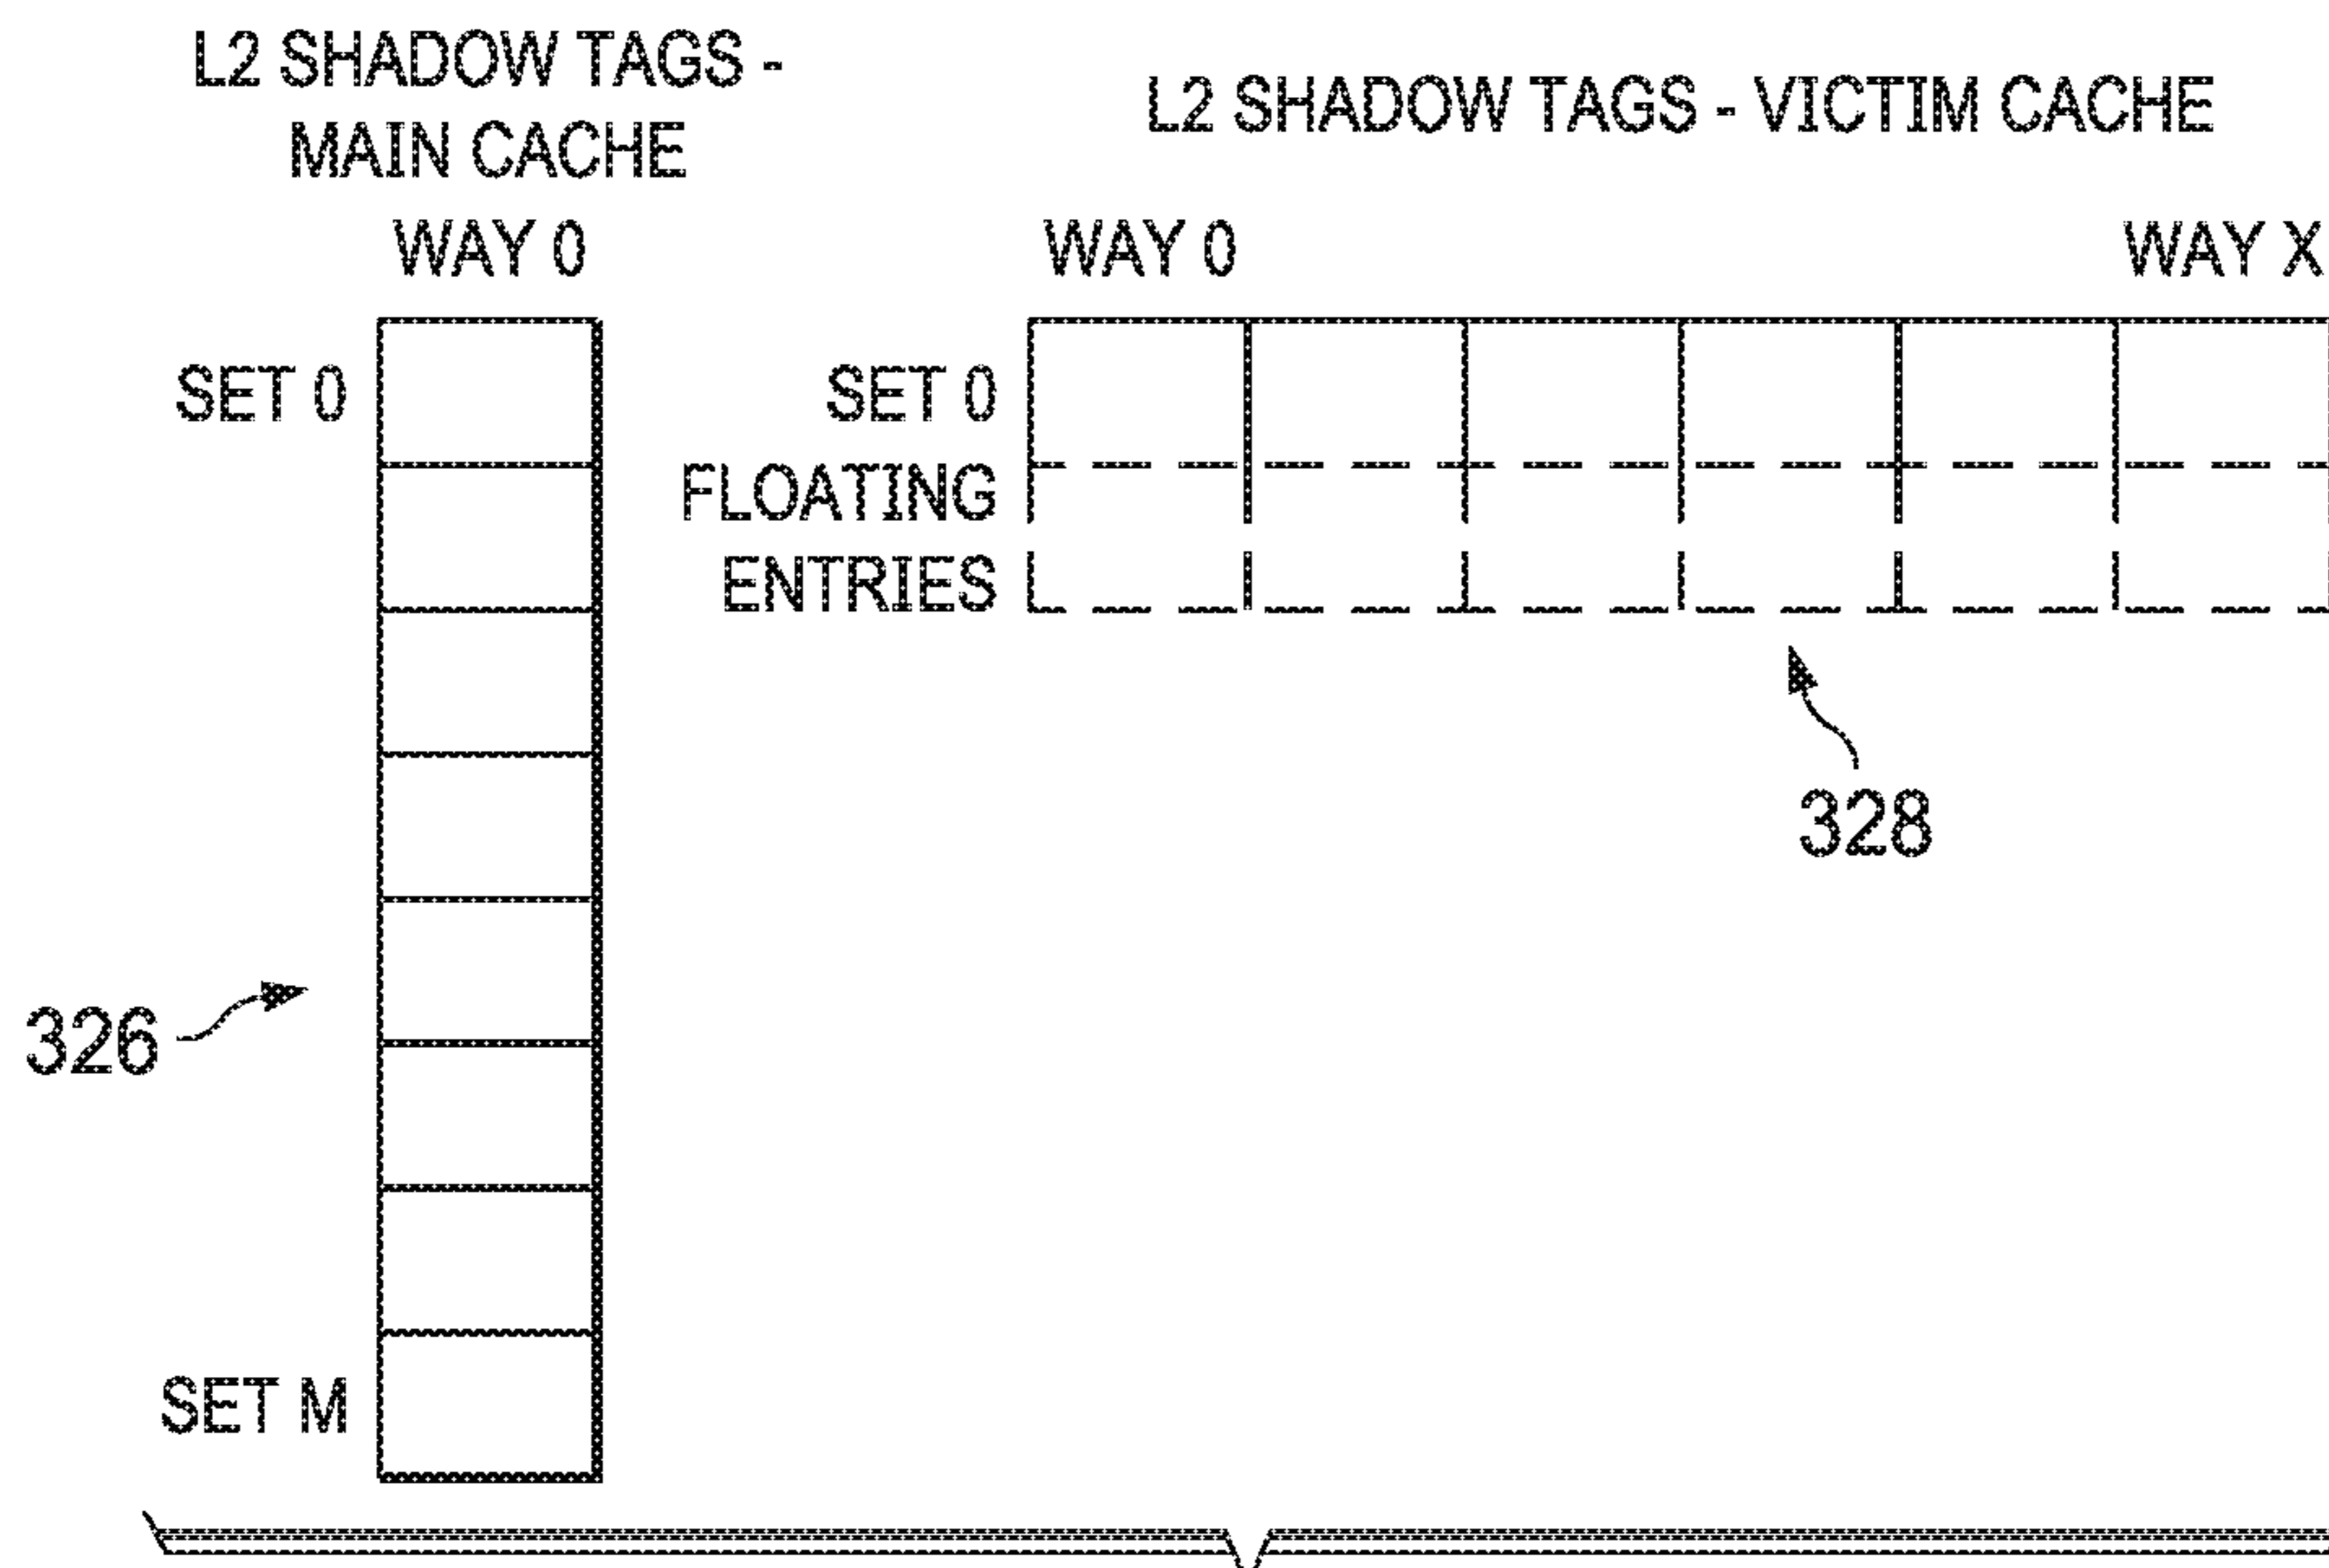 L2 SHADOW TAGS -
MAIN CACHE
WAY 0
SET 0
326
SET M
L2 SHADOW TAGS - VICTIM CACHE
WAY 0
WAY X
SET 0
FLOATING
ENTRIES
328